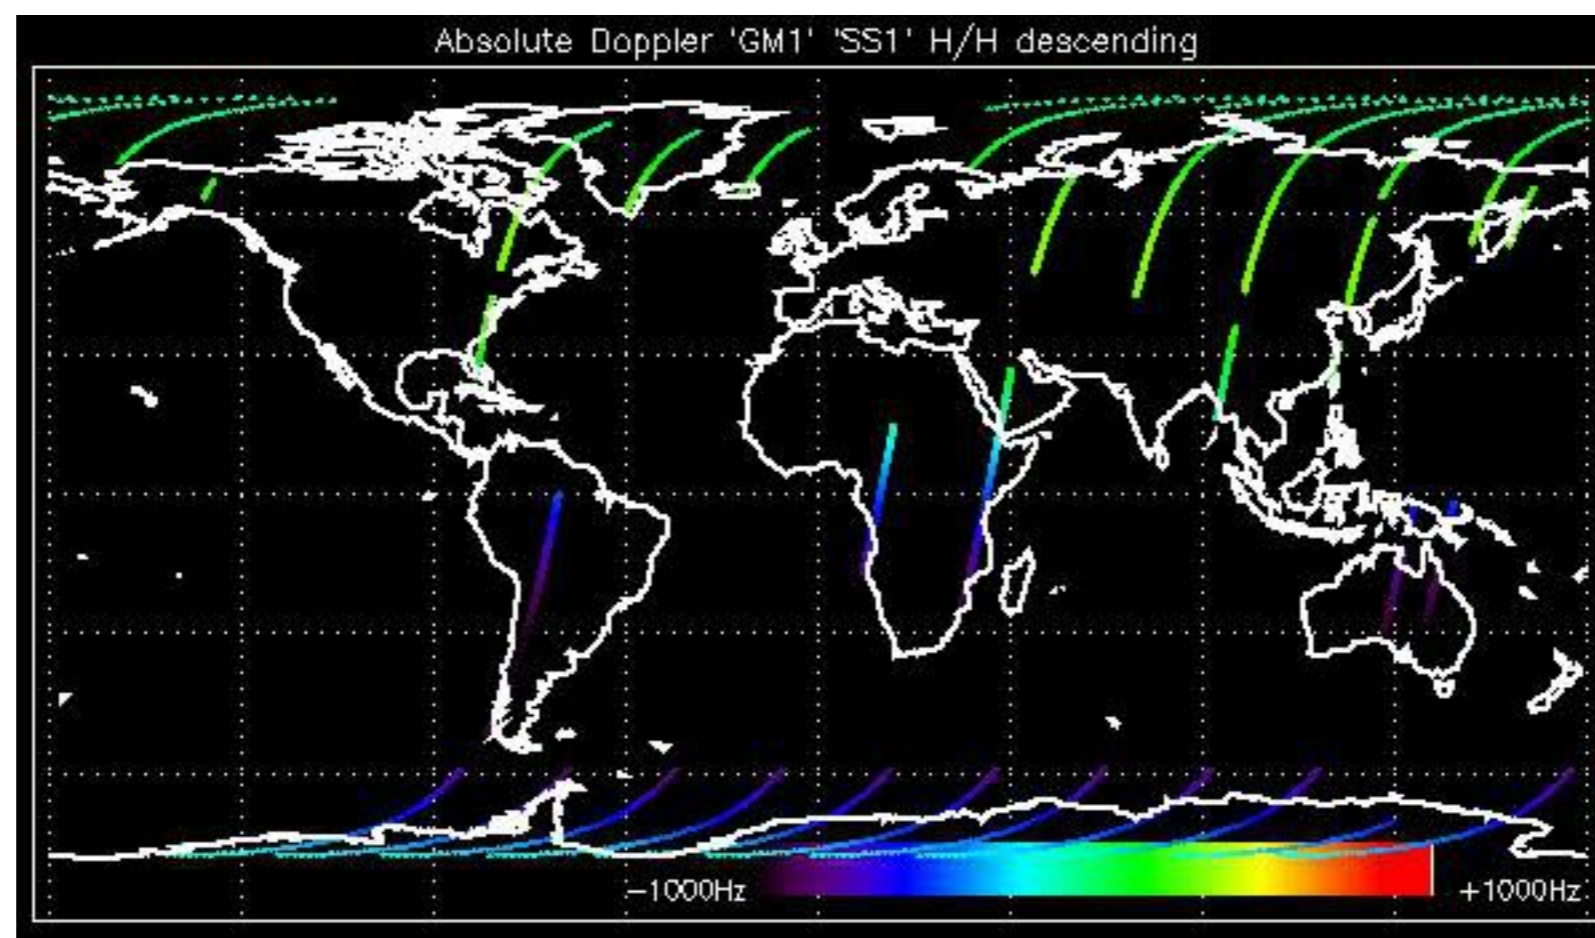 Absolute Doppler 'GM1' 'SS1' H/H descending
−1000Hz
+1000Hz